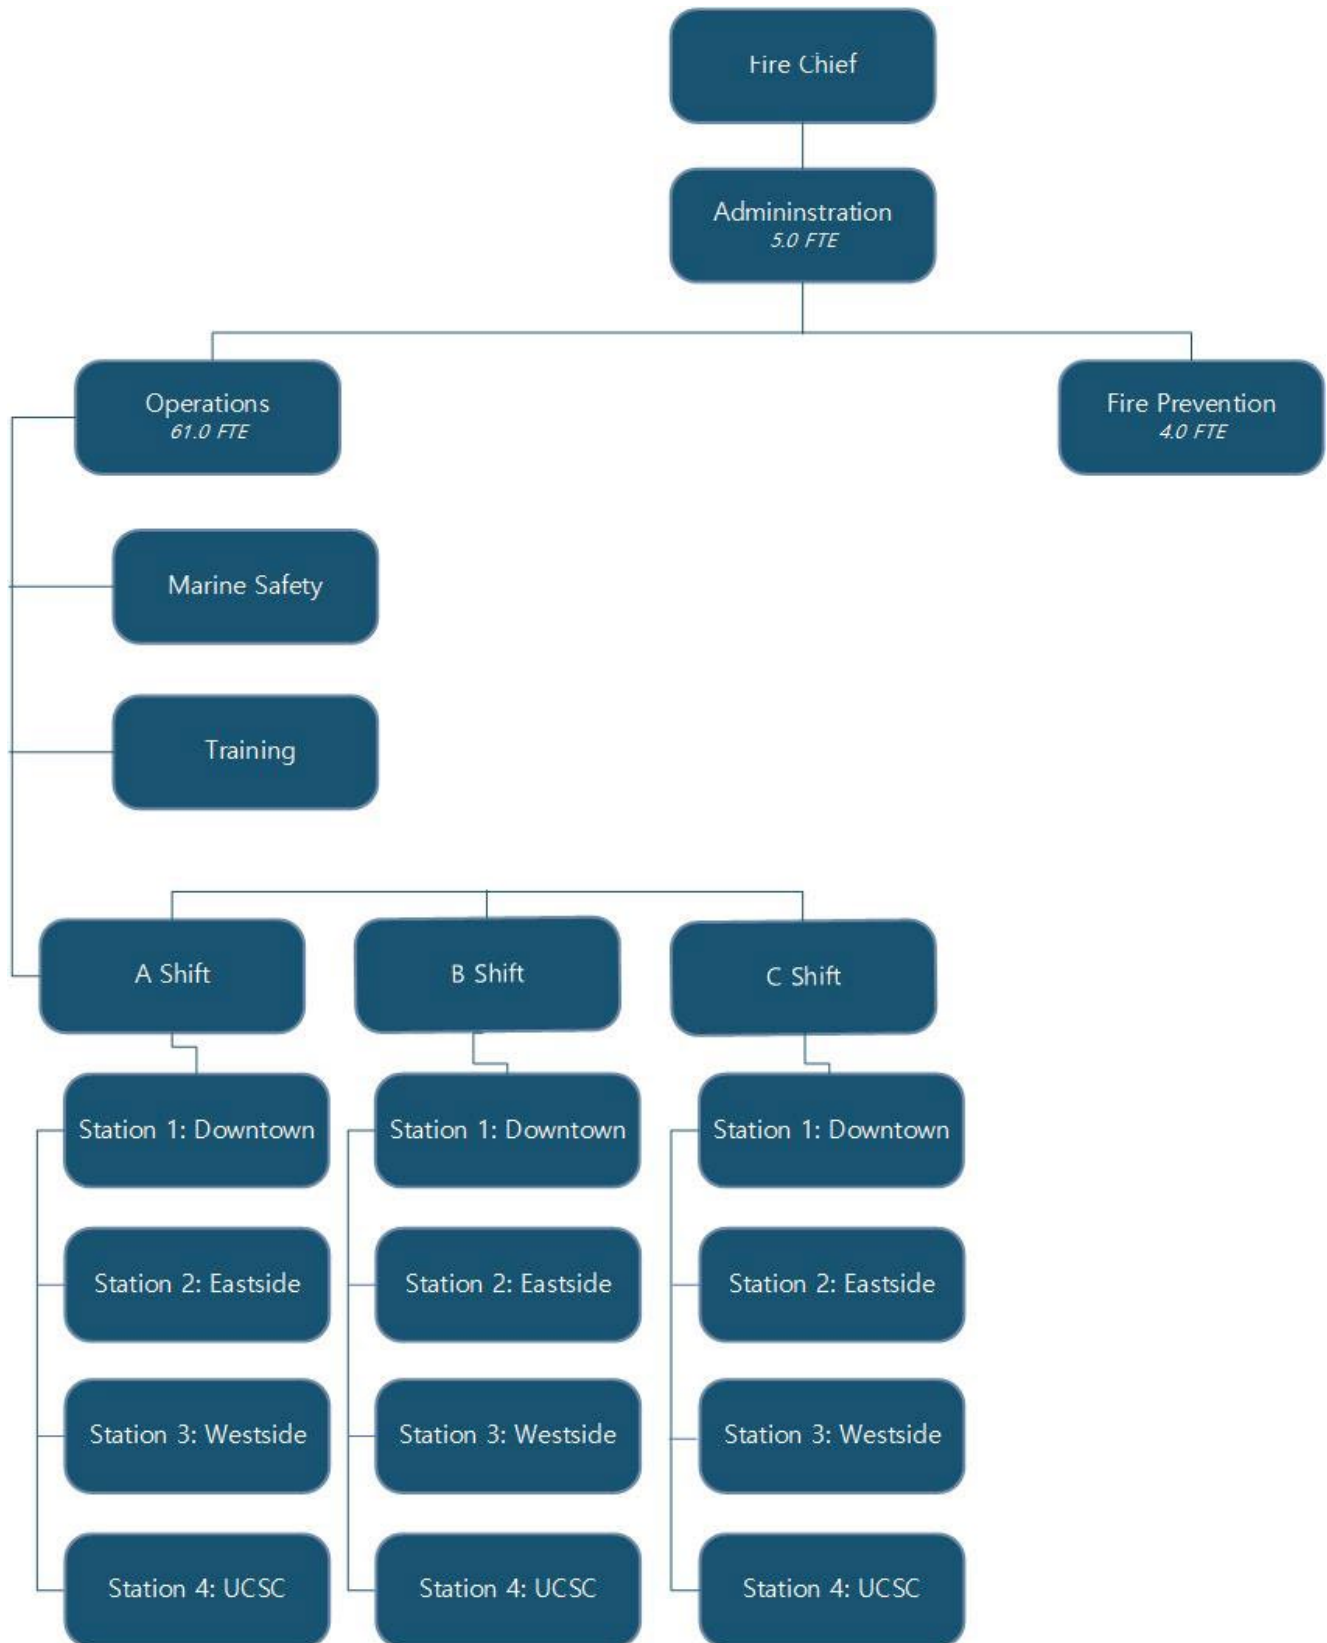 Fire Chief
Admininstration
5.0 FTE
Operations
61.0 FTE
Fire Prevention
4.0 FTE
Marine Safety
Training
A Shift
B Shift
C Shift
Station 1: Downtown
Station 1: Downtown
Station 1: Downtown
Station 2: Eastside
Station 2: Eastside
Station 2: Eastside
Station 3: Westside
Station 3: Westside
Station 3: Westside
Station 4: UCSC
Station 4: UCSC
Station 4: UCSC